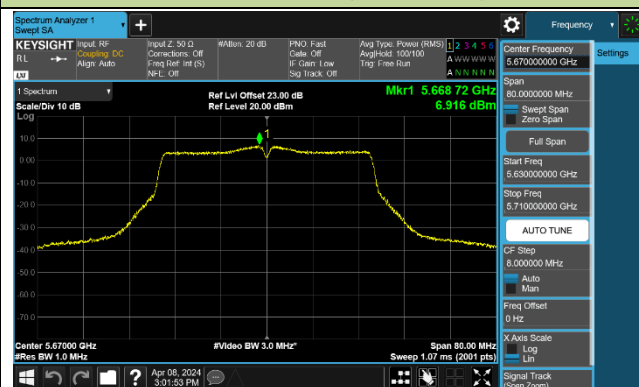 Spectrum Analyzer 1
Swept SA
Frequency
KEYSIGHT
Input: RF
Input Z: 50 Ω
#Atten: 20 dB
PNO: Fast
Avg Type: Power (RMS)
1 2 3 4 5 6
RL
Coupling: DC
Corrections: Off
Gate: Off
Avg|Hold: 100/100
A W W W W W
Align: Auto
Freq Ref: Int (S)
IF Gain: Low
Trig: Free Run
NFE: Off
Sig Track: Off
A N N N N N
LXI
Center Frequency
5.670000000 GHz
Settings
Span
80.0000000 MHz
Swept Span
Zero Span
Full Span
Start Freq
5.630000000 GHz
Stop Freq
5.710000000 GHz
AUTO TUNE
CF Step
8.000000 MHz
Auto
Man
Freq Offset
0 Hz
X Axis Scale
Log
Lin
Signal Track
(Span Zoom)
1 Spectrum
Scale/Div 10 dB
Ref Lvl Offset 23.00 dB
Ref Level 20.00 dBm
Mkr1 5.668 72 GHz
6.916 dBm
Log
10.0
0.00
-10.0
-20.0
-30.0
-40.0
-50.0
-60.0
-70.0
1
Center 5.67000 GHz
#Video BW 3.0 MHz*
Span 80.00 MHz
#Res BW 1.0 MHz
Sweep 1.07 ms (2001 pts)
?
Apr 08, 2024
3:01:53 PM